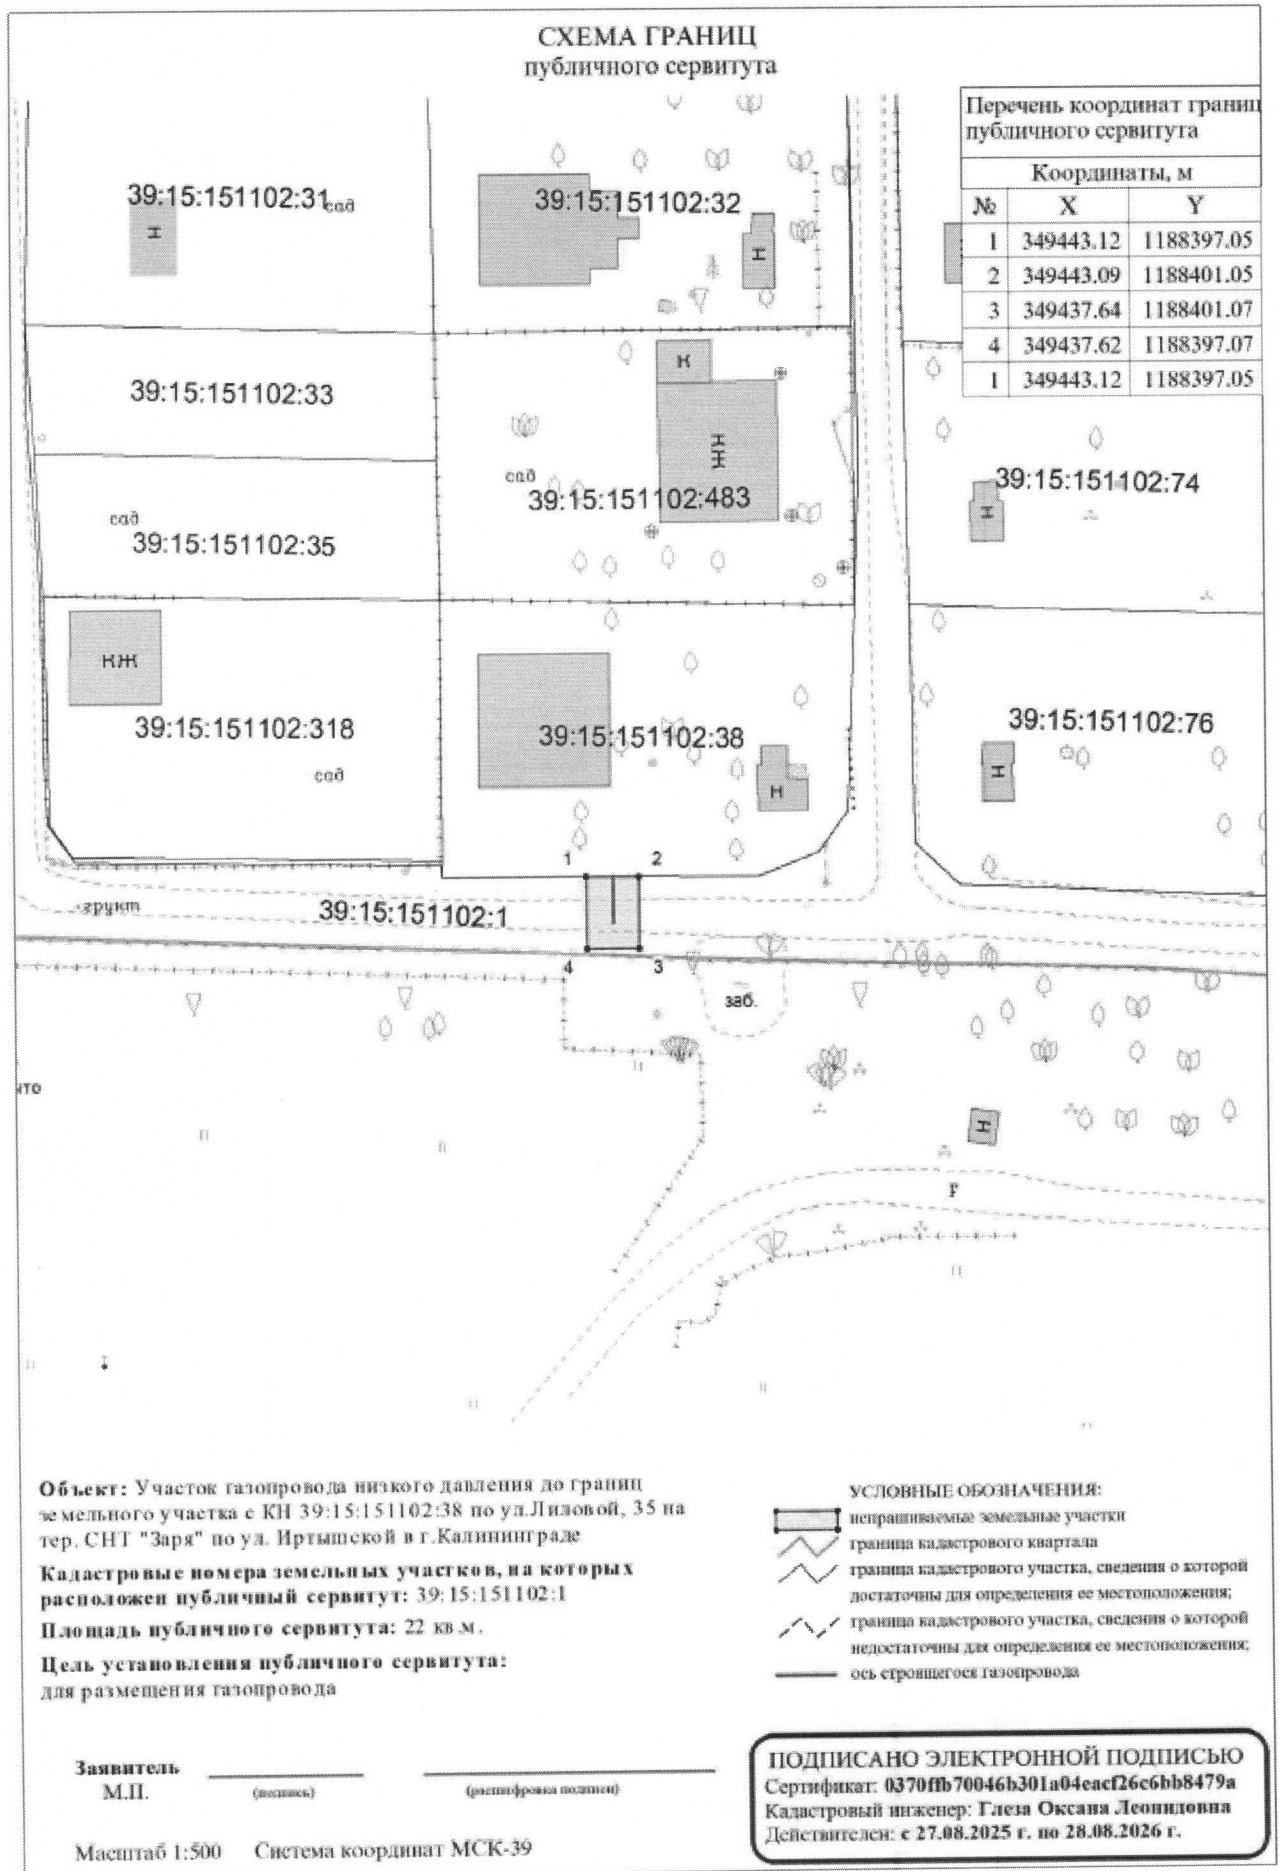 СХЕМА ГРАНИЦ
публичного сервитута
Перечень координат границ
публичного сервитута
Координаты, м
№ X Y
1 349443.12 1188397.05
2 349443.09 1188401.05
3 349437.64 1188401.07
4 349437.62 1188397.07
1 349443.12 1188397.05
39:15:151102:31
сад
н
39:15:151102:32
н
39:15:151102:33
н
нн
сад
39:15:151102:483
39:15:151102:74
н
сад
39:15:151102:35
кж
39:15:151102:318
сад
39:15:151102:38
н
39:15:151102:76
н
1 2
грунт
39:15:151102:1
4 3
заб.
что
н
Р
Объект: Участок газопровода низкого давления до границ
земельного участка с КН 39:15:151102:38 по ул.Лиловой, 35 на
тер. СНТ "Заря" по ул. Иртышской в г.Калининграде
Кадастровые номера земельных участков, на которых
расположен публичный сервитут: 39:15:151102:1
Площадь публичного сервитута: 22 кв.м.
Цель установления публичного сервитута:
для размещения газопровода
УСЛОВНЫЕ ОБОЗНАЧЕНИЯ:
испрашиваемые земельные участки
граница кадастрового квартала
граница кадастрового участка, сведения о которой
достаточны для определения ее местоположения;
граница кадастрового участка, сведения о которой
недостаточны для определения ее местоположения;
ось строящегося газопровода
Заявитель
М.П.
(подпись)
(расшифровка подписи)
Масштаб 1:500 Система координат МСК-39
ПОДПИСАНО ЭЛЕКТРОННОЙ ПОДПИСЬЮ
Сертификат: 0370ffb70046b301a04eacf26c6bb8479a
Кадастровый инженер: Глеза Оксана Леонидовна
Действителен: с 27.08.2025 г. по 28.08.2026 г.